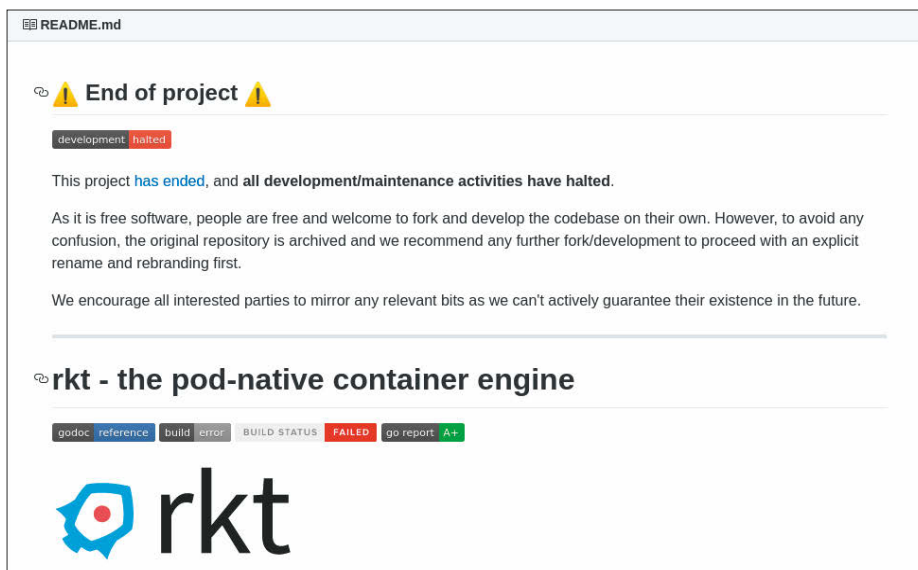 README.md
⚠️ End of project ⚠️
development halted
This project has ended, and all development/maintenance activities have halted.
As it is free software, people are free and welcome to fork and develop the codebase on their own. However, to avoid any
confusion, the original repository is archived and we recommend any further fork/development to proceed with an explicit
rename and rebranding first.
We encourage all interested parties to mirror any relevant bits as we can't actively guarantee their existence in the future.
rkt - the pod-native container engine
godoc reference build error BUILD STATUS FAILED go report A+
rkt